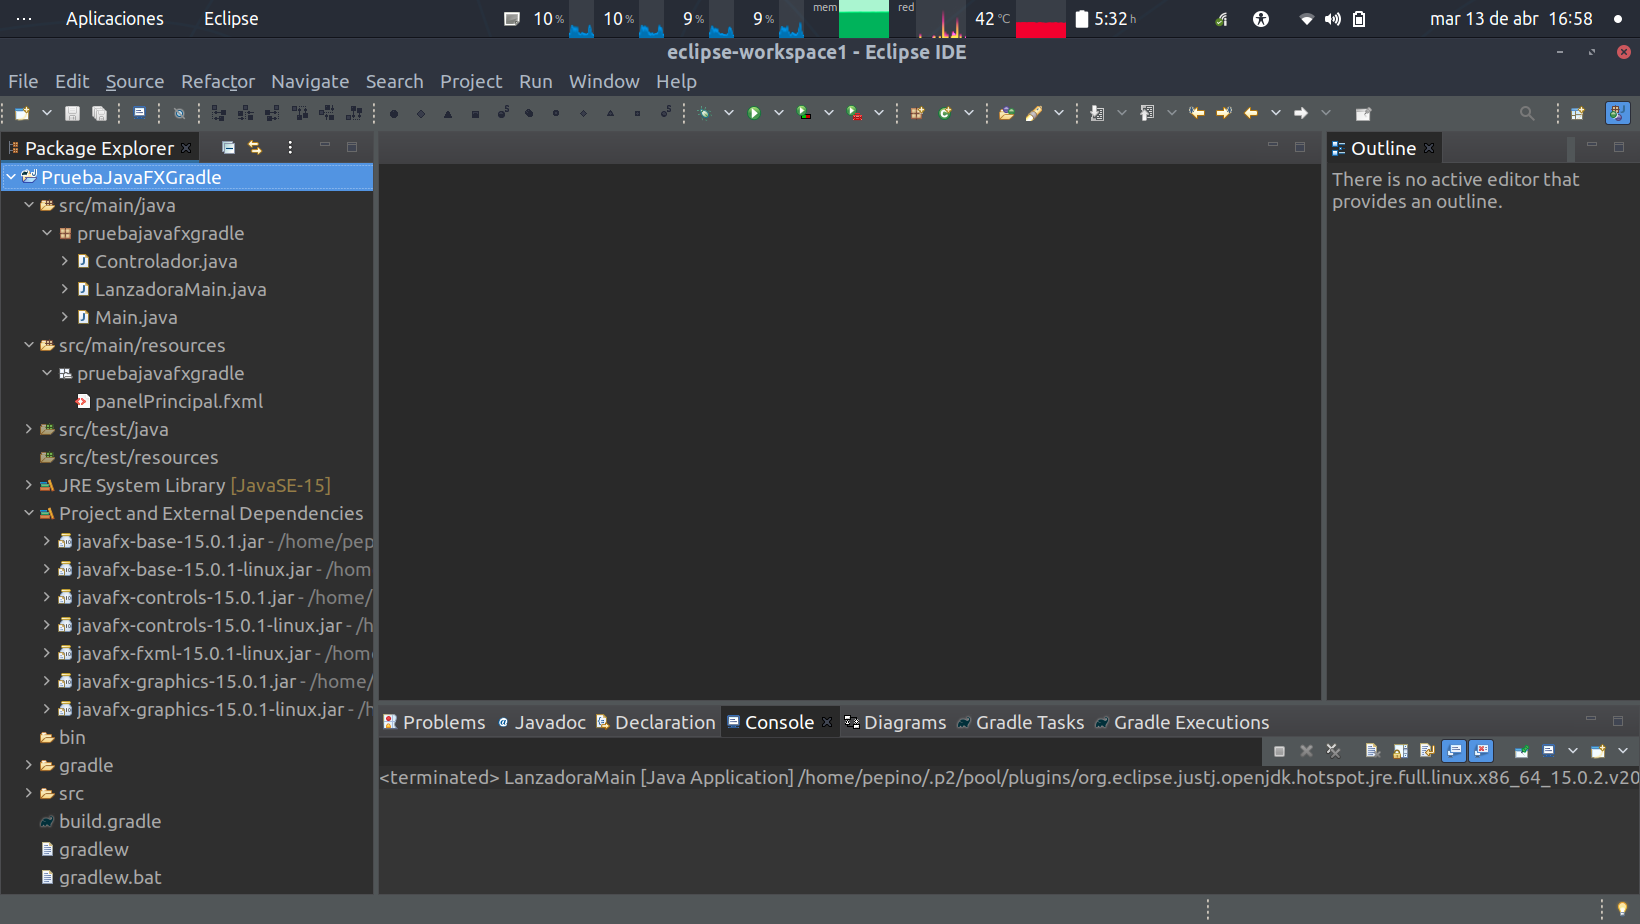 Aplicaciones
Eclipse
10 %
10 %
9 %
9 %
mem
red
42 °C
5:32 h
mar 13 de abr 16:58
eclipse-workspace1 - Eclipse IDE
File Edit Source Refactor Navigate Search Project Run Window Help
Package Explorer
PruebaJavaFXGradle
src/main/java
pruebajavafxgradle
Controlador.java
LanzadoraMain.java
Main.java
src/main/resources
pruebajavafxgradle
panelPrincipal.fxml
src/test/java
src/test/resources
JRE System Library [JavaSE-15]
Project and External Dependencies
javafx-base-15.0.1.jar - /home/pep
javafx-base-15.0.1-linux.jar - /hom
javafx-controls-15.0.1.jar - /home/
javafx-controls-15.0.1-linux.jar - /h
javafx-fxml-15.0.1-linux.jar - /hom
javafx-graphics-15.0.1.jar - /home/
javafx-graphics-15.0.1-linux.jar - /h
bin
gradle
src
build.gradle
gradlew
gradlew.bat
Outline
There is no active editor that
provides an outline.
Problems Javadoc Declaration Console Diagrams Gradle Tasks Gradle Executions
<terminated> LanzadoraMain [Java Application] /home/pepino/.p2/pool/plugins/org.eclipse.justj.openjdk.hotspot.jre.full.linux.x86_64_15.0.2.v20